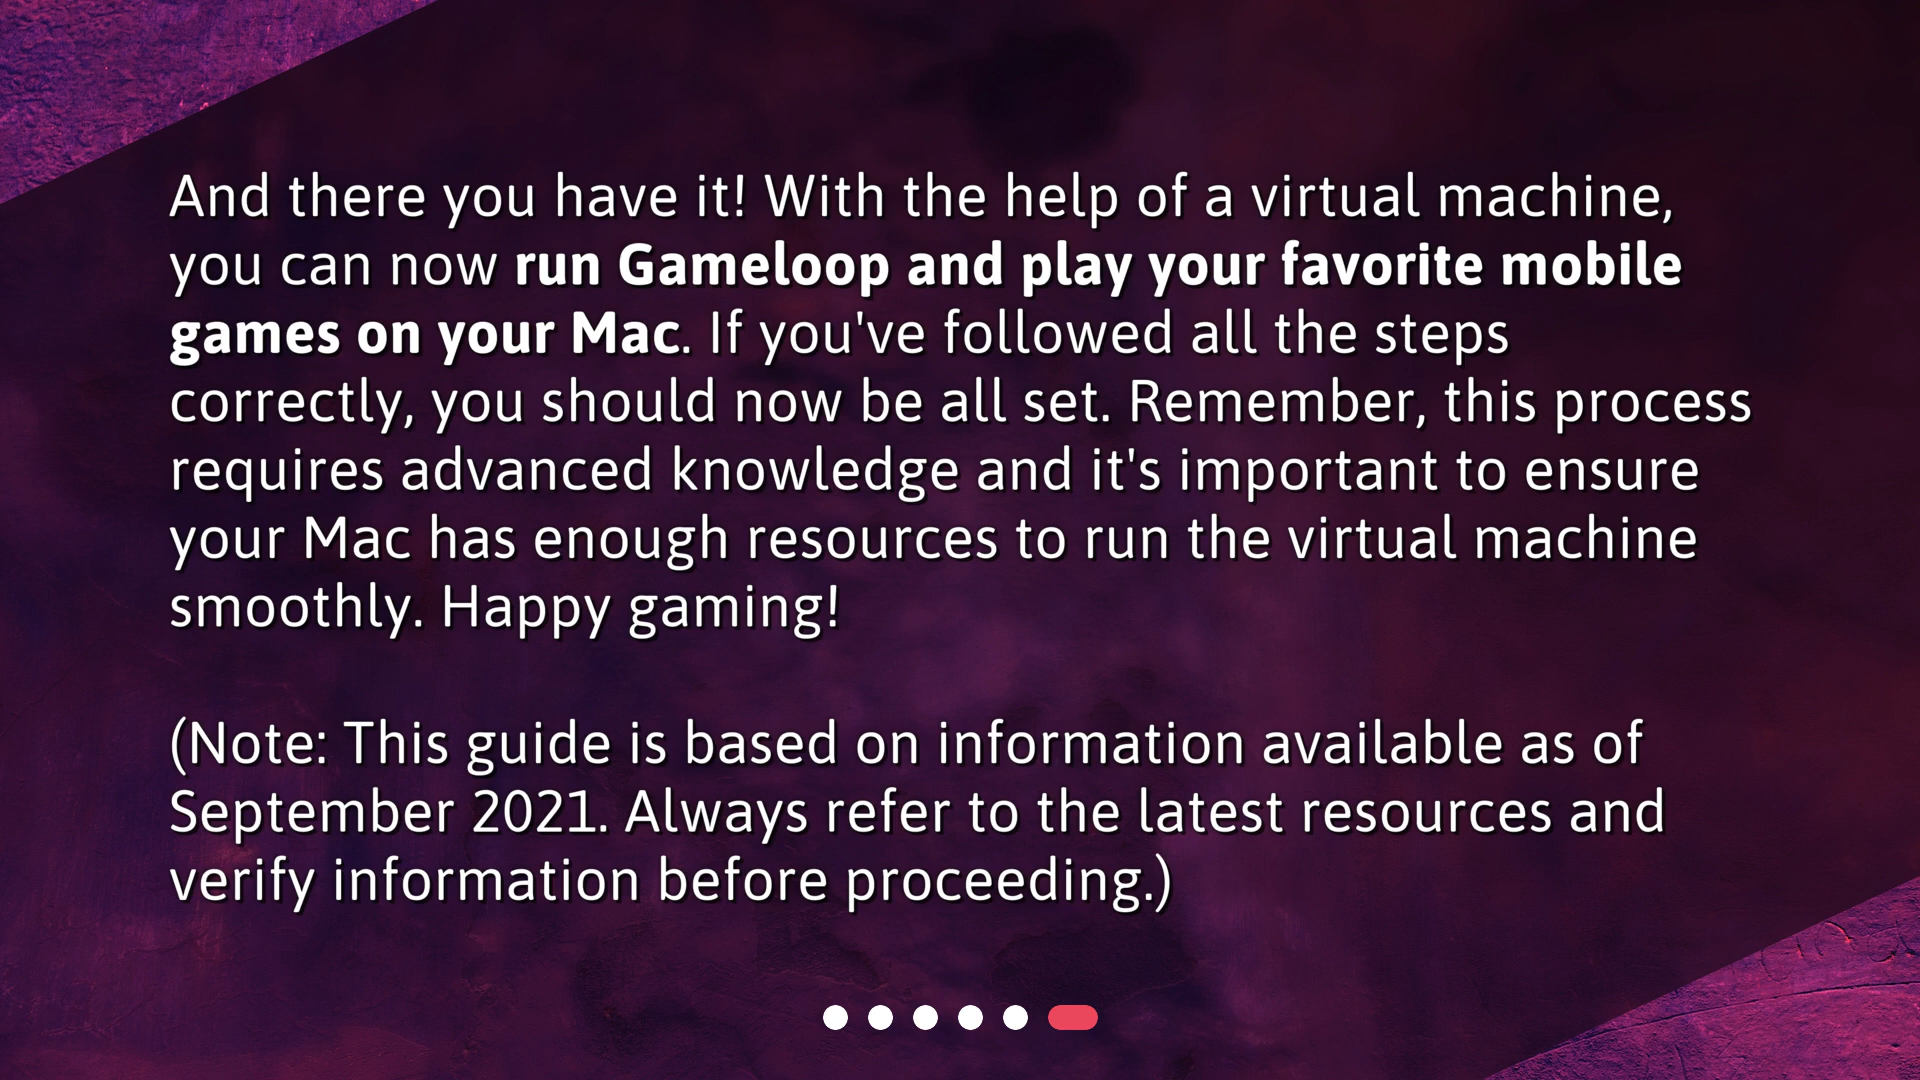 And there you have it! With the help of a virtual machine,
you can now run Gameloop and play your favorite mobile
games on your Mac. If you've followed all the steps
correctly, you should now be all set. Remember, this process
requires advanced knowledge and it's important to ensure
your Mac has enough resources to run the virtual machine
smoothly. Happy gaming!
(Note: This guide is based on information available as of
September 2021. Always refer to the latest resources and
verify information before proceeding.)